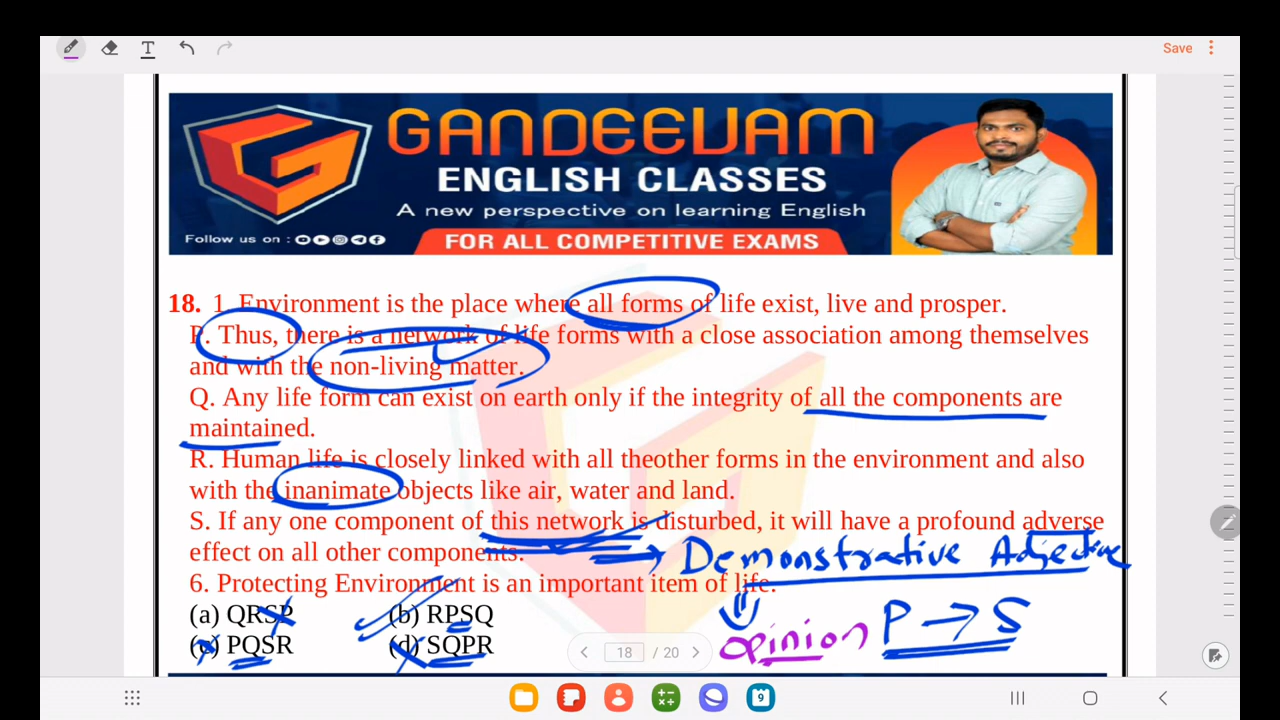 T
Save
GANDEEVAM
ENGLISH CLASSES
A new perspective on learning English
Follow us on :
FOR ALL COMPETITIVE EXAMS
18. 1. Environment is the place where all forms of life exist, live and prosper.
P. Thus, there is a network of life forms with a close association among themselves
and with the non-living matter.
Q. Any life form can exist on earth only if the integrity of all the components are
maintained.
R. Human life is closely linked with all theother forms in the environment and also
with the inanimate objects like air, water and land.
S. If any one component of this network is disturbed, it will have a profound adverse
effect on all other components.
→ Demonstrative Adjective
6. Protecting Environment is an important item of life.
(a) QRSP (b) RPSQ
(c) PQSR (d) SQPR
opinion P → S
18 / 20
9